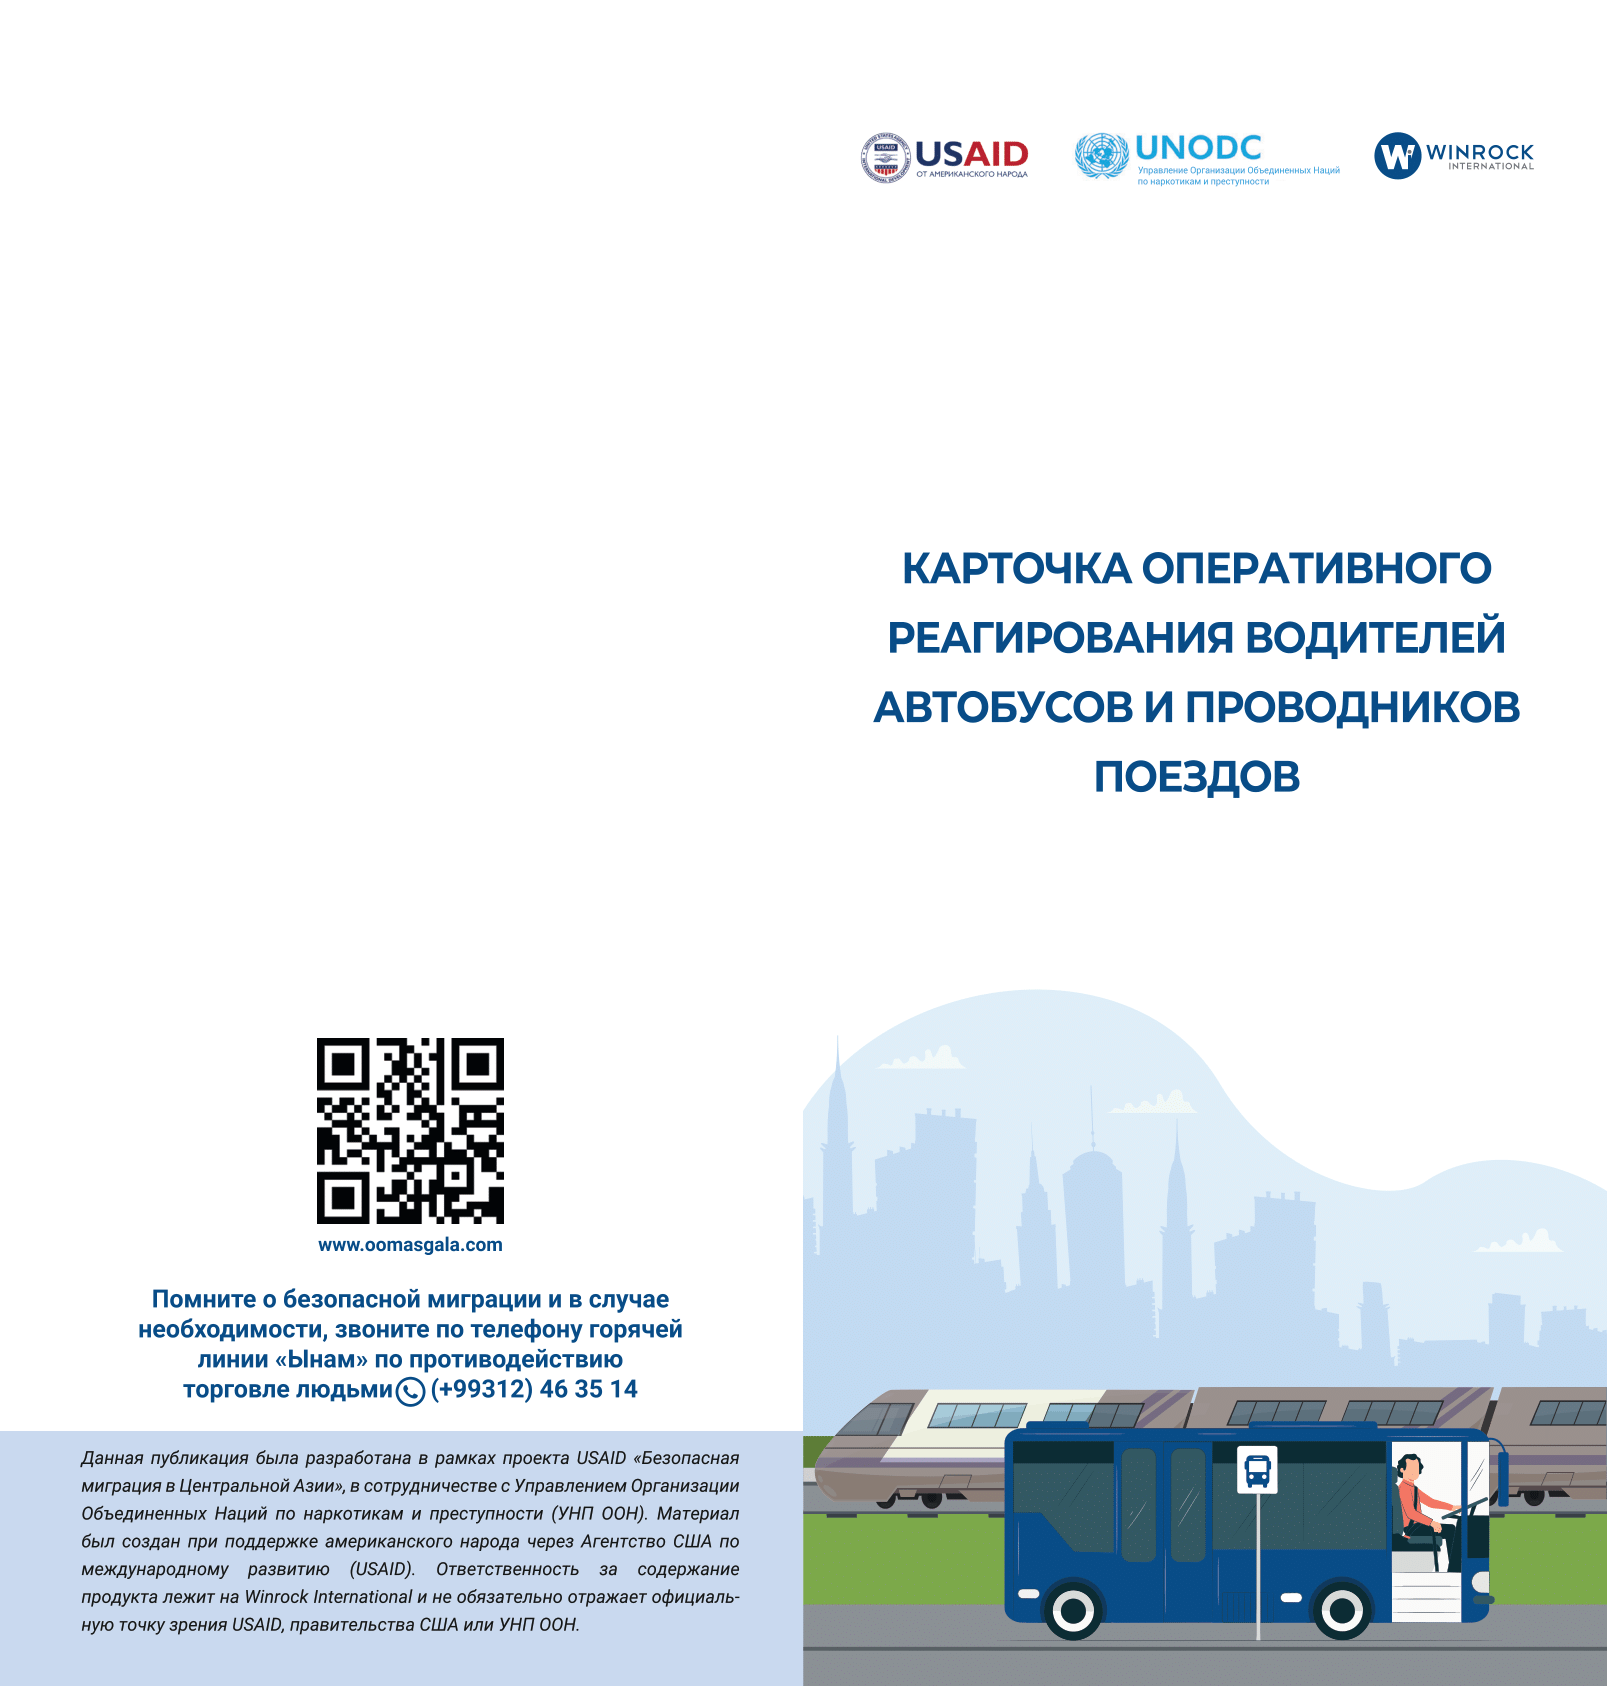 USAID
ОТ АМЕРИКАНСКОГО НАРОДА
UNODC
Управление Организации Объединенных Наций
по наркотикам и преступности
WINROCK
INTERNATIONAL
КАРТОЧКА ОПЕРАТИВНОГО
РЕАГИРОВАНИЯ ВОДИТЕЛЕЙ
АВТОБУСОВ И ПРОВОДНИКОВ
ПОЕЗДОВ
www.oomasgala.com
Помните о безопасной миграции и в случае
необходимости, звоните по телефону горячей
линии «Ынам» по противодействию
торговле людьми (+99312) 46 35 14
Данная публикация была разработана в рамках проекта USAID «Безопасная
миграция в Центральной Азии», в сотрудничестве с Управлением Организации
Объединенных Наций по наркотикам и преступности (УНП ООН). Материал
был создан при поддержке американского народа через Агентство США по
международному развитию (USAID). Ответственность за содержание
продукта лежит на Winrock International и не обязательно отражает официаль-
ную точку зрения USAID, правительства США или УНП ООН.